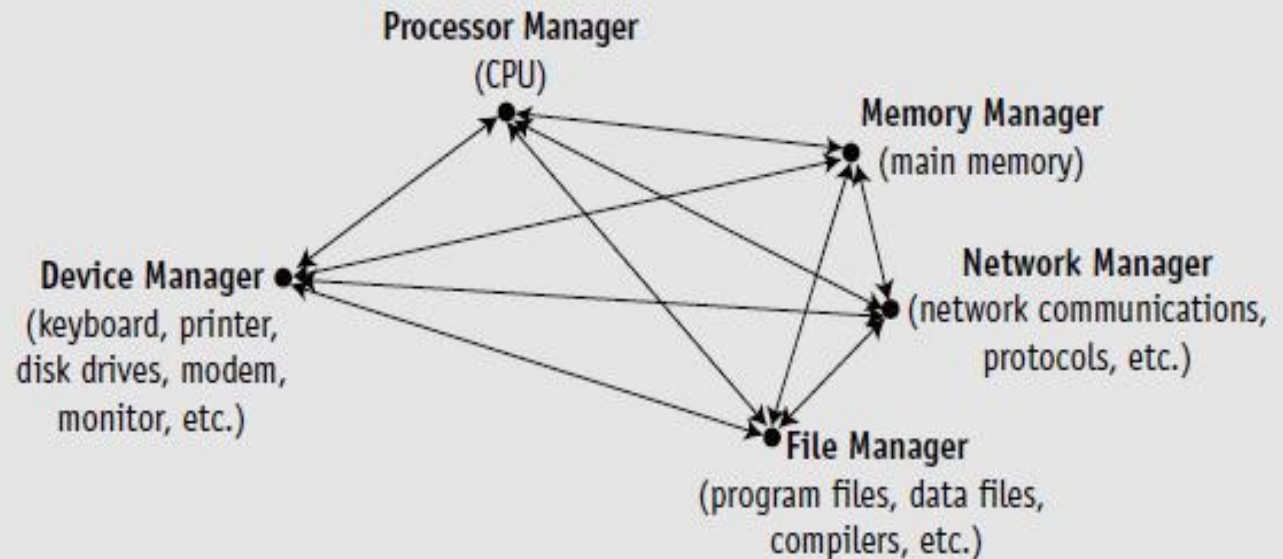 Processor Manager
(CPU)
Memory Manager
(main memory)
Device Manager
(keyboard, printer,
disk drives, modem,
monitor, etc.)
Network Manager
(network communications,
protocols, etc.)
File Manager
(program files, data files,
compilers, etc.)